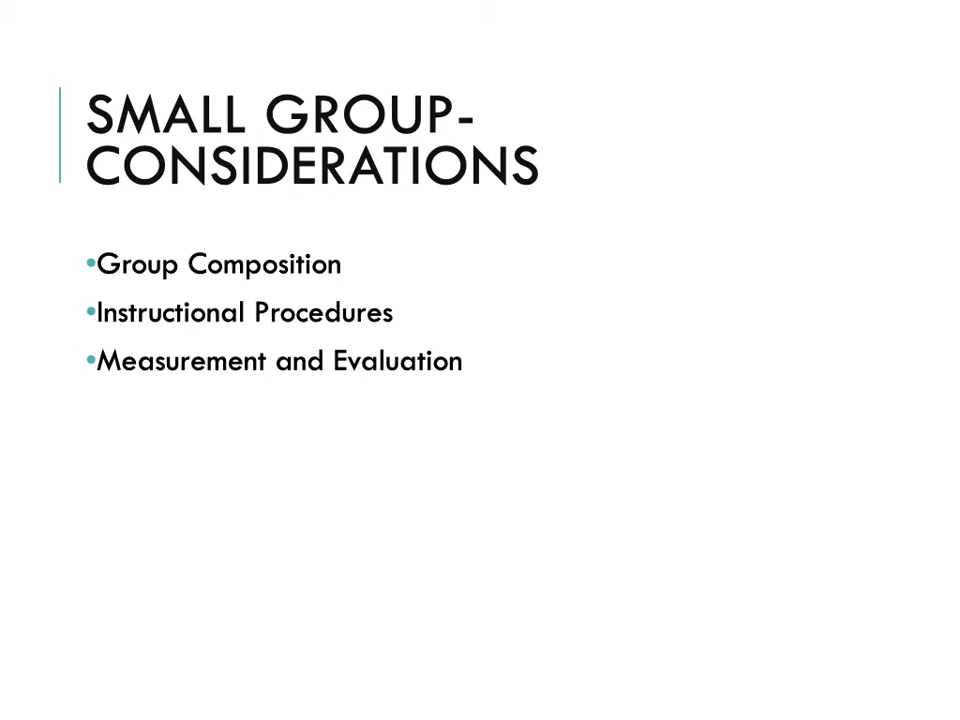 SMALL GROUP-
CONSIDERATIONS
•Group Composition
•Instructional Procedures
•Measurement and Evaluation